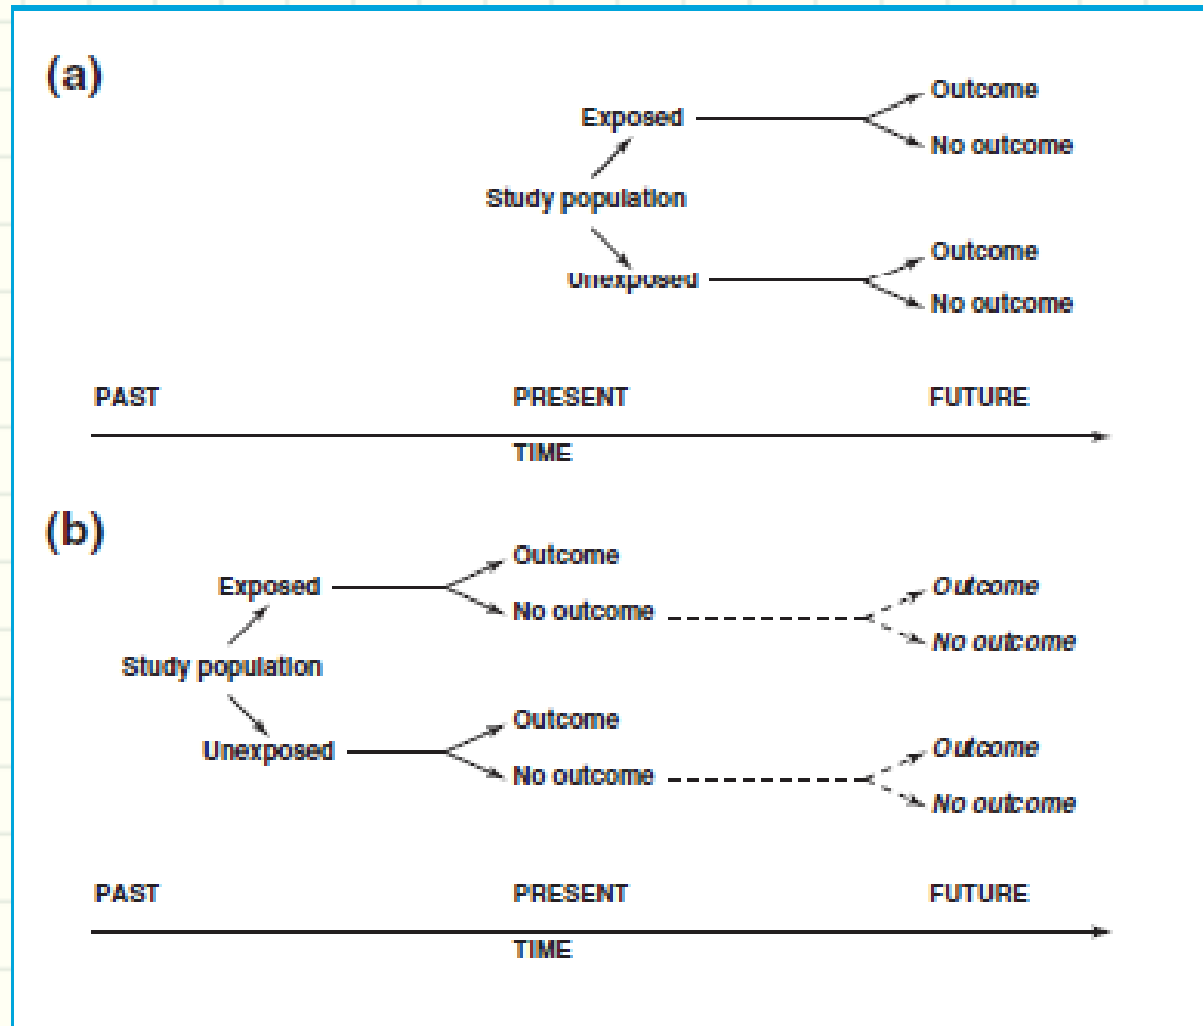 (a)
Outcome
Exposed
No outcome
Study population
Outcome
Unexposed
No outcome
PAST PRESENT FUTURE
TIME
(b)
Outcome
Exposed Outcome
No outcome
No outcome
Study population
Outcome
Unexposed Outcome
No outcome
No outcome
PAST PRESENT FUTURE
TIME